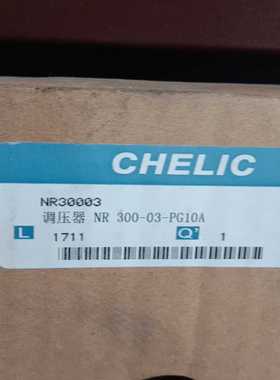 CHELIC
NR30003
调压器 NR 300-03-PG10A
L 1711 Q' 1